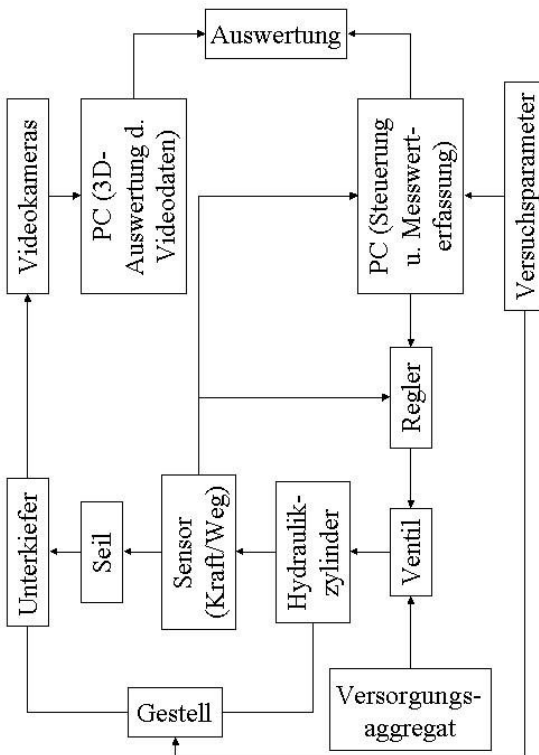 Auswertung
Videokameras
PC (3D-
Auswertung d.
Videodaten)
PC (Steuerung
u. Messwert-
erfassung)
Versuchsparameter
Regler
Unterkiefer
Seil
Sensor
(Kraft/Weg)
Hydraulik-
zylinder
Ventil
Gestell
Versorgungs-
aggregat